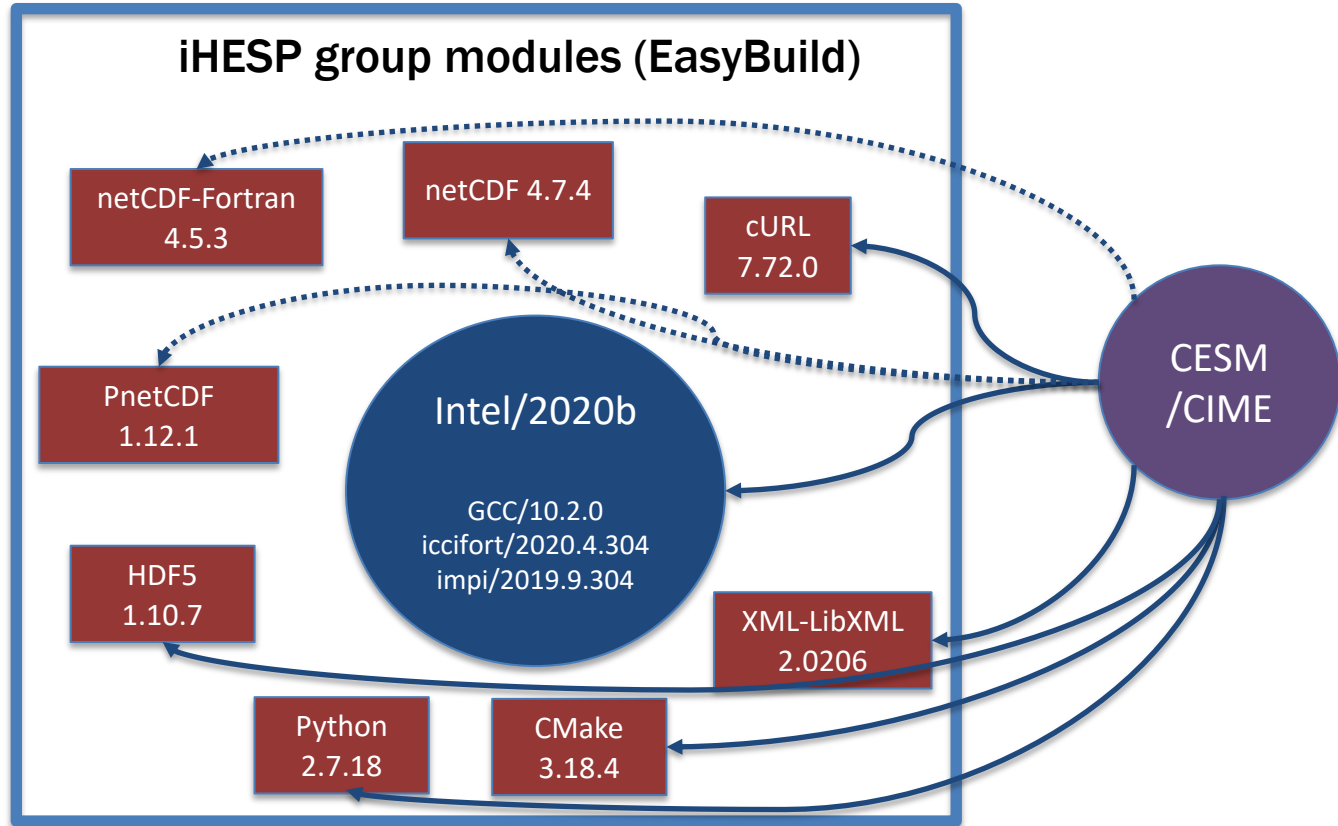 iHESP group modules (EasyBuild)
netCDF-Fortran
4.5.3
netCDF 4.7.4
cURL
7.72.0
CESM
/CIME
PnetCDF
1.12.1
Intel/2020b
GCC/10.2.0
iccifort/2020.4.304
impi/2019.9.304
HDF5
1.10.7
XML-LibXML
2.0206
Python
2.7.18
CMake
3.18.4